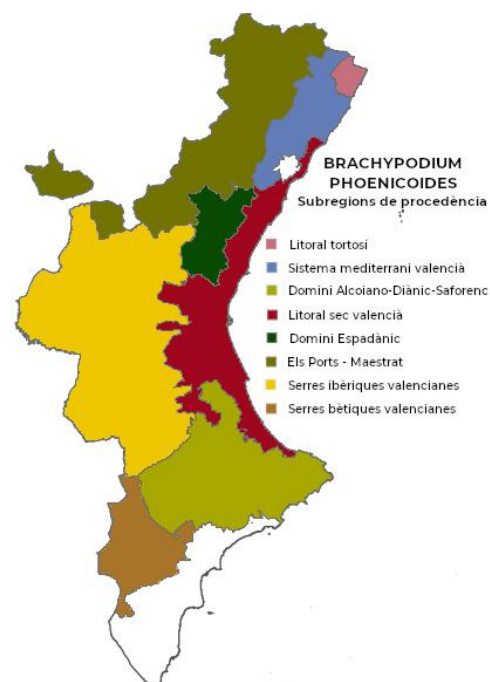 BRACHYPODIUM
PHOENICOIDES
Subregions de procedència
Litoral tortosí
Sistema mediterrani valencià
Domini Alcoiano-Diànic-Saforenc
Litoral sec valencià
Domini Espadànic
Els Ports - Maestrat
Serres ibèriques valencianes
Serres bètiques valencianes